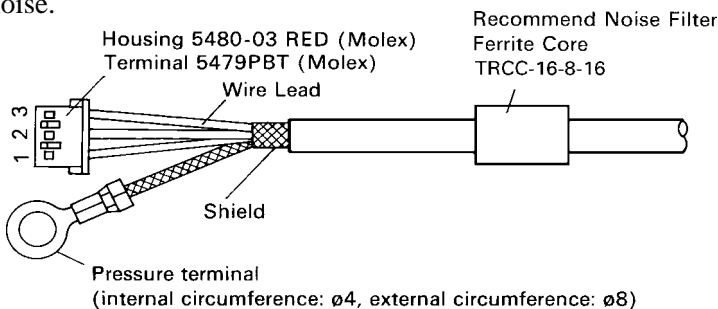 noise.
Recommend Noise Filter
Ferrite Core
TRCC-16-8-16
Housing 5480-03 RED (Molex)
Terminal 5479PBT (Molex)
Wire Lead
1 2 3
Shield
Pressure terminal
(internal circumference: ø4, external circumference: ø8)